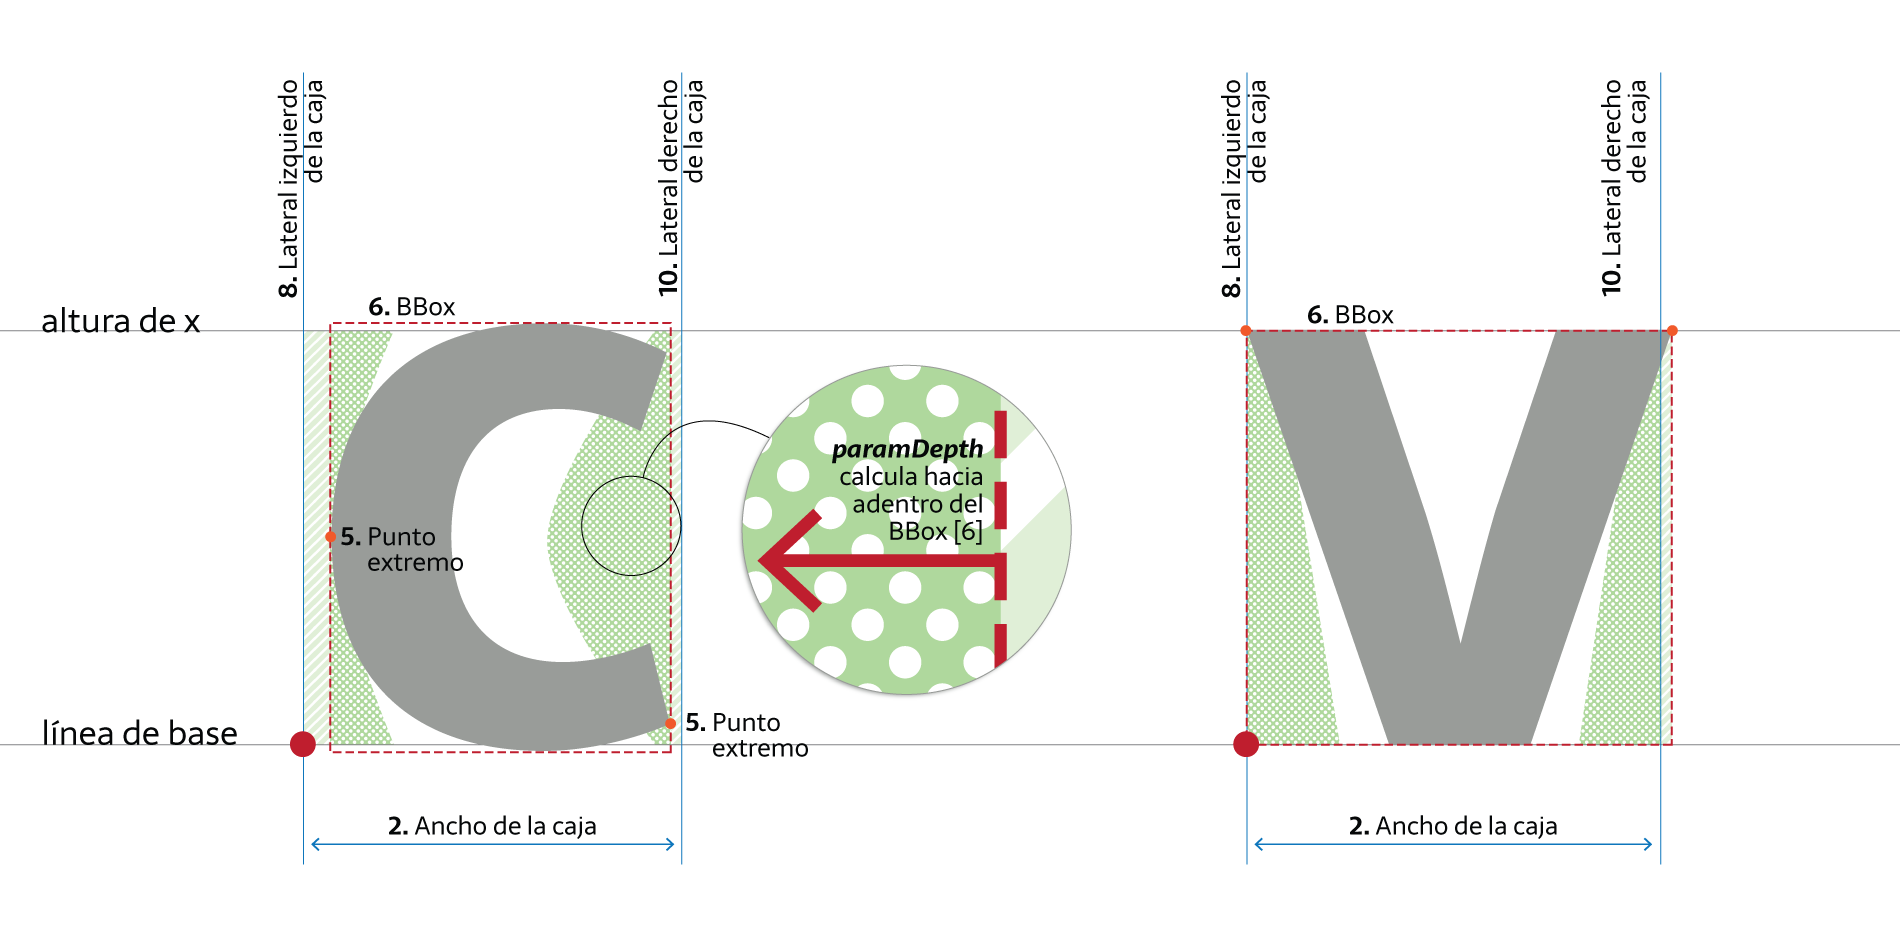 8. Lateral izquierdo
de la caja
10. Lateral derecho
de la caja
8. Lateral izquierdo
de la caja
10. Lateral derecho
de la caja
altura de x
6. BBox
6. BBox
paramDepth
calcula hacia
adentro del
BBox [6]
5. Punto
extremo
5. Punto
extremo
línea de base
2. Ancho de la caja
2. Ancho de la caja